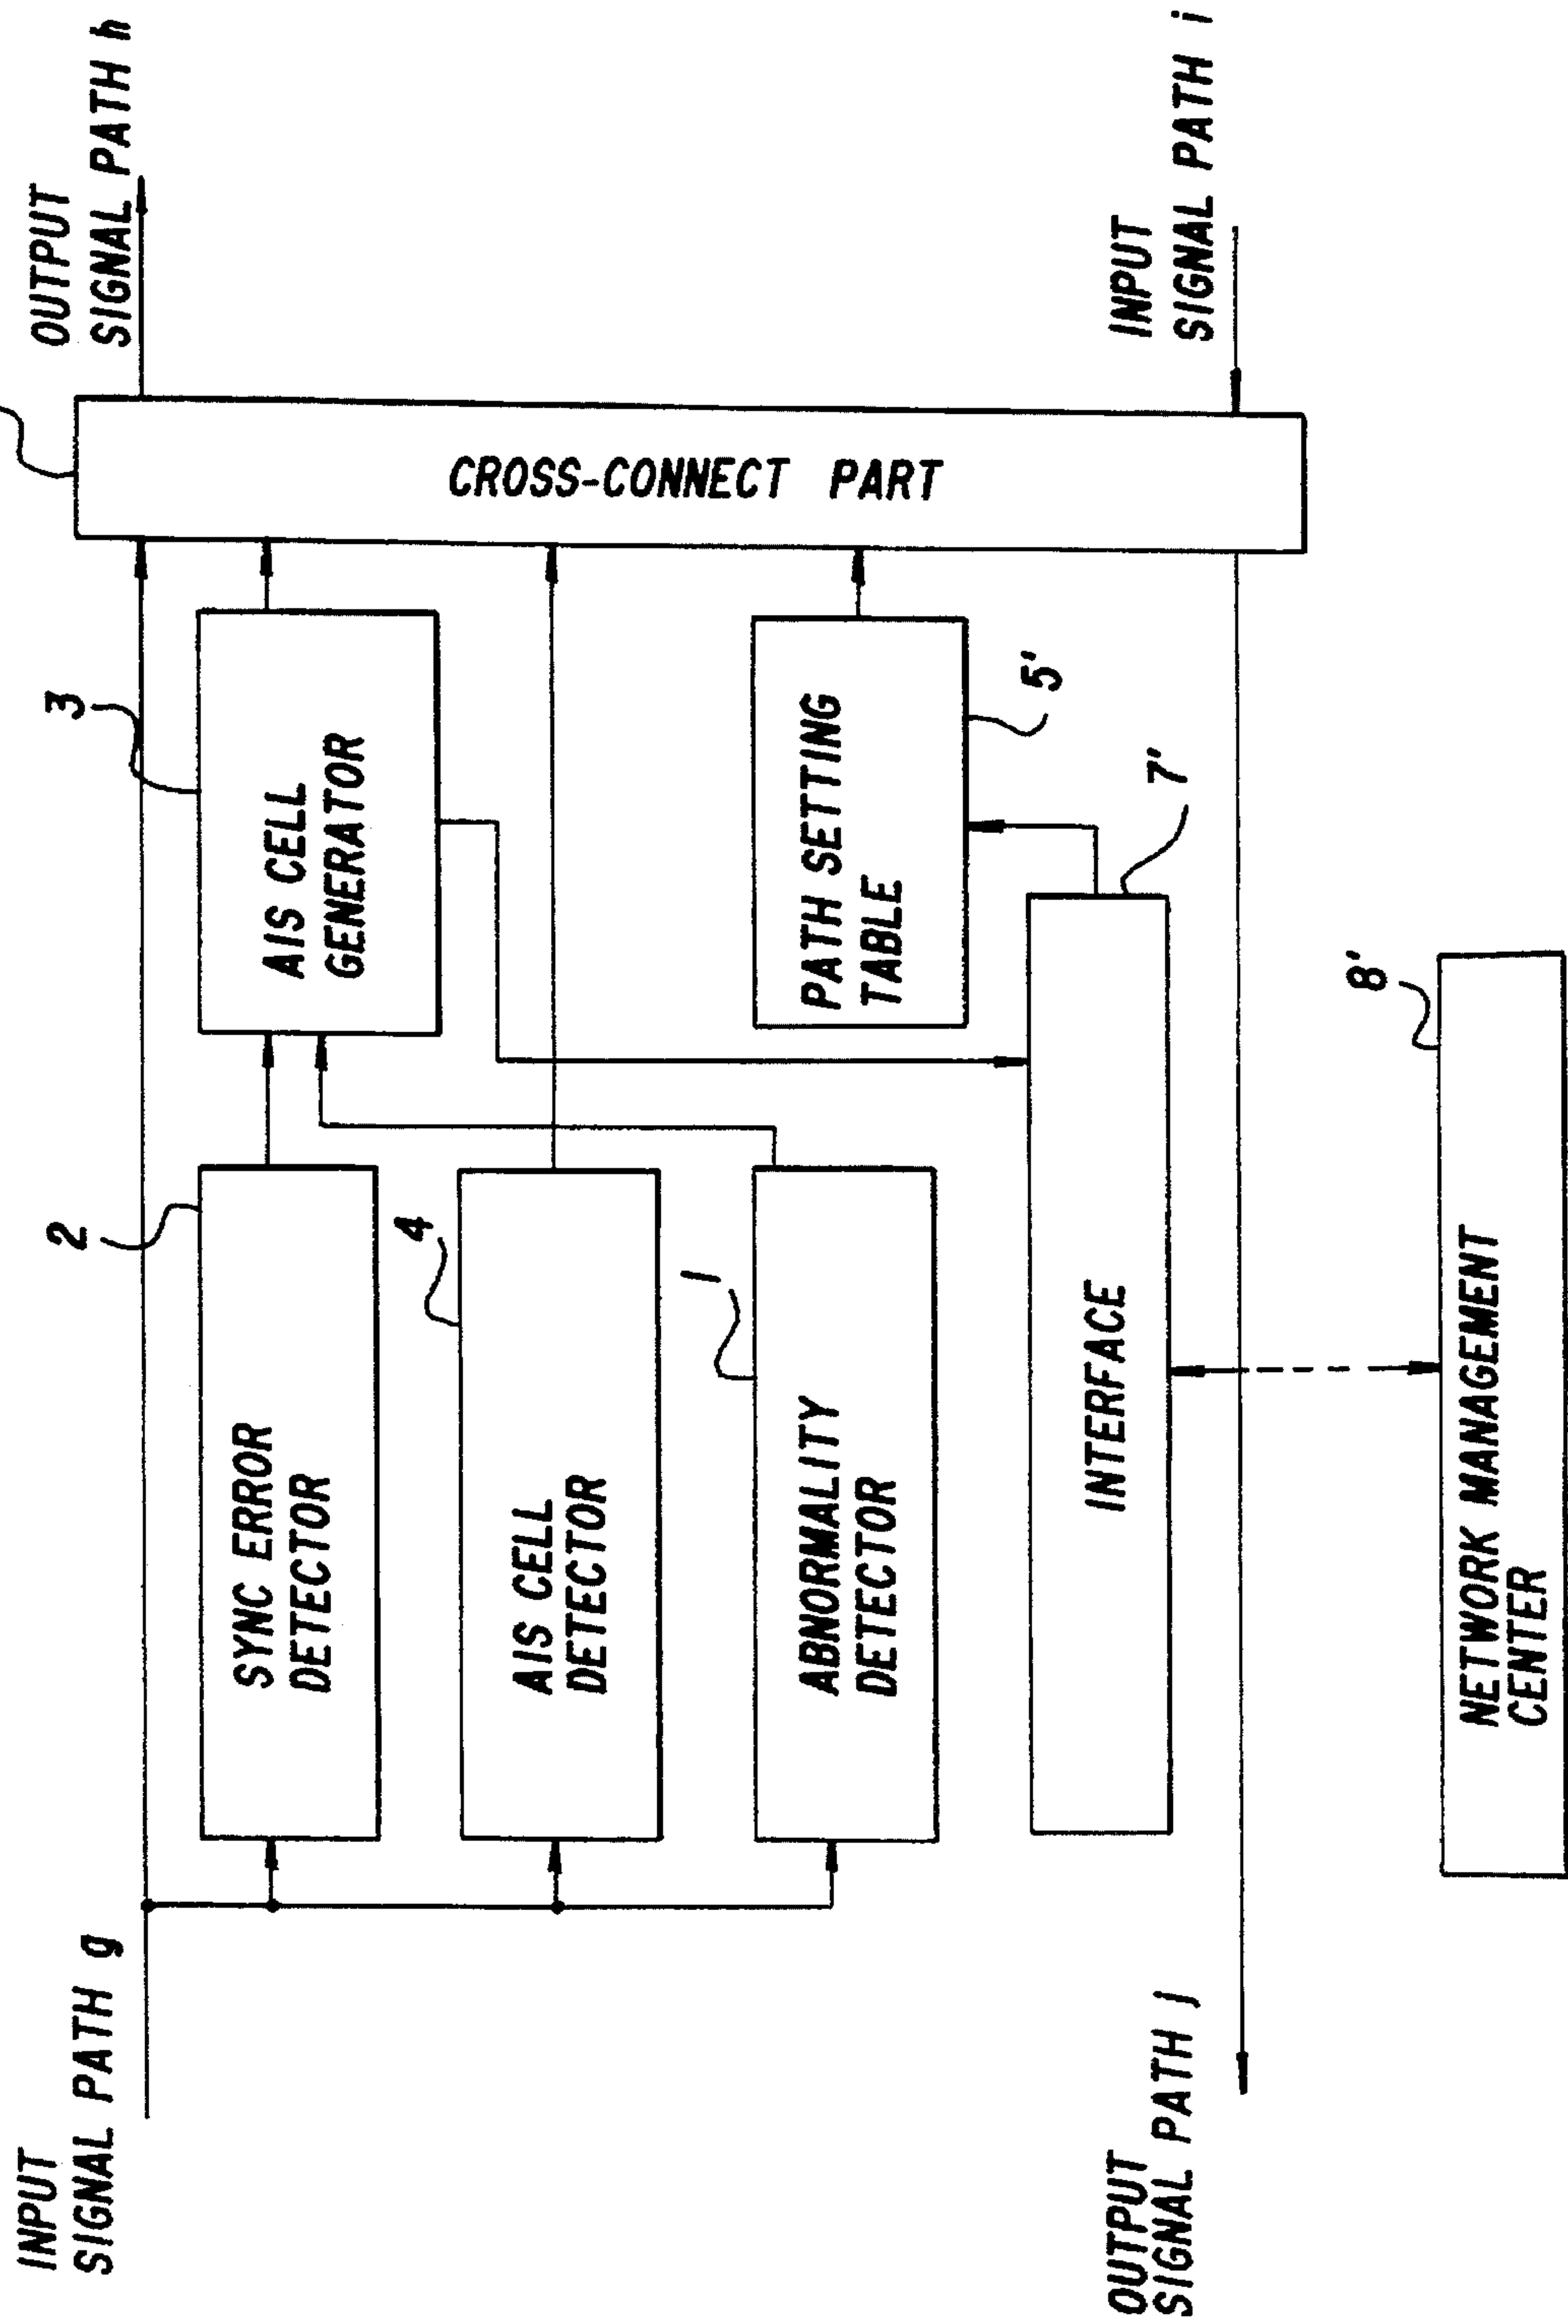 INPUT
SIGNAL PATH g
OUTPUT
SIGNAL PATH h
2
3
SYNC ERROR
DETECTOR
AIS CELL
GENERATOR
4
AIS CELL
DETECTOR
CROSS-CONNECT PART
1
ABNORMALITY
DETECTOR
PATH SETTING
TABLE
5'
INTERFACE
7'
OUTPUT
SIGNAL PATH j
INPUT
SIGNAL PATH i
8'
NETWORK MANAGEMENT
CENTER